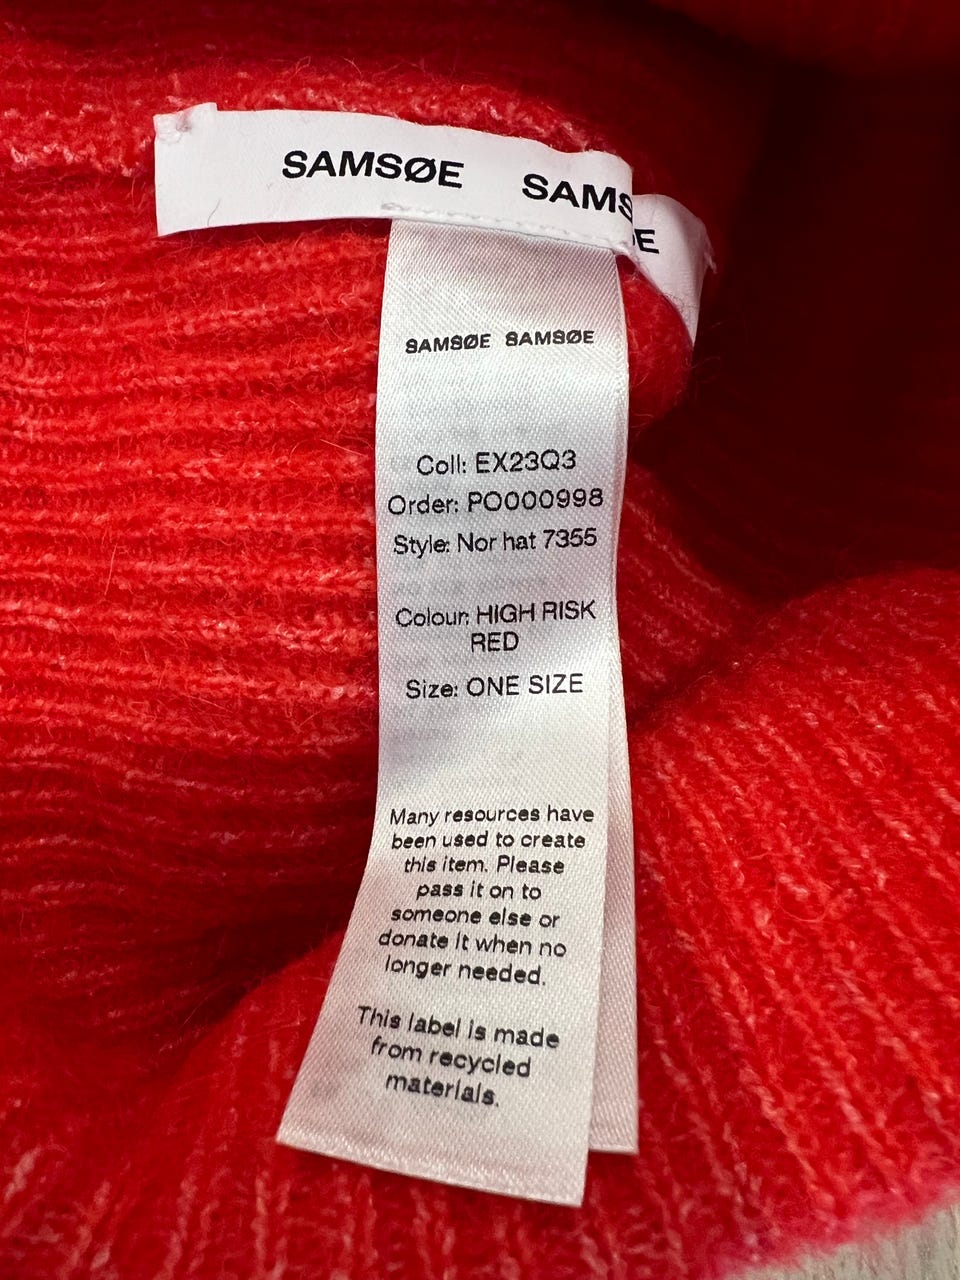 SAMSØE SAMS
ØE
SAMSØE SAMSØE
Coll: EX23Q3
Order: PO000998
Style: Nor hat 7355
Colour: HIGH RISK
RED
Size: ONE SIZE
Many resources have
been used to create
this item. Please
pass it on to
someone else or
donate it when no
longer needed.
This label is made
from recycled
materials.